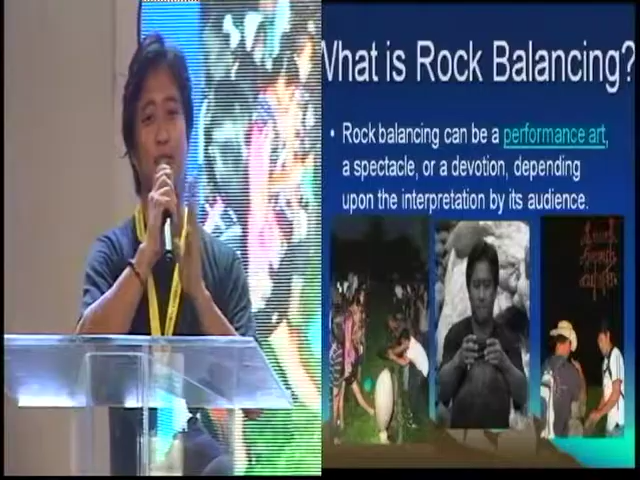 What is Rock Balancing?
• Rock balancing can be a performance art,
a spectacle, or a devotion, depending
upon the interpretation by its audience.